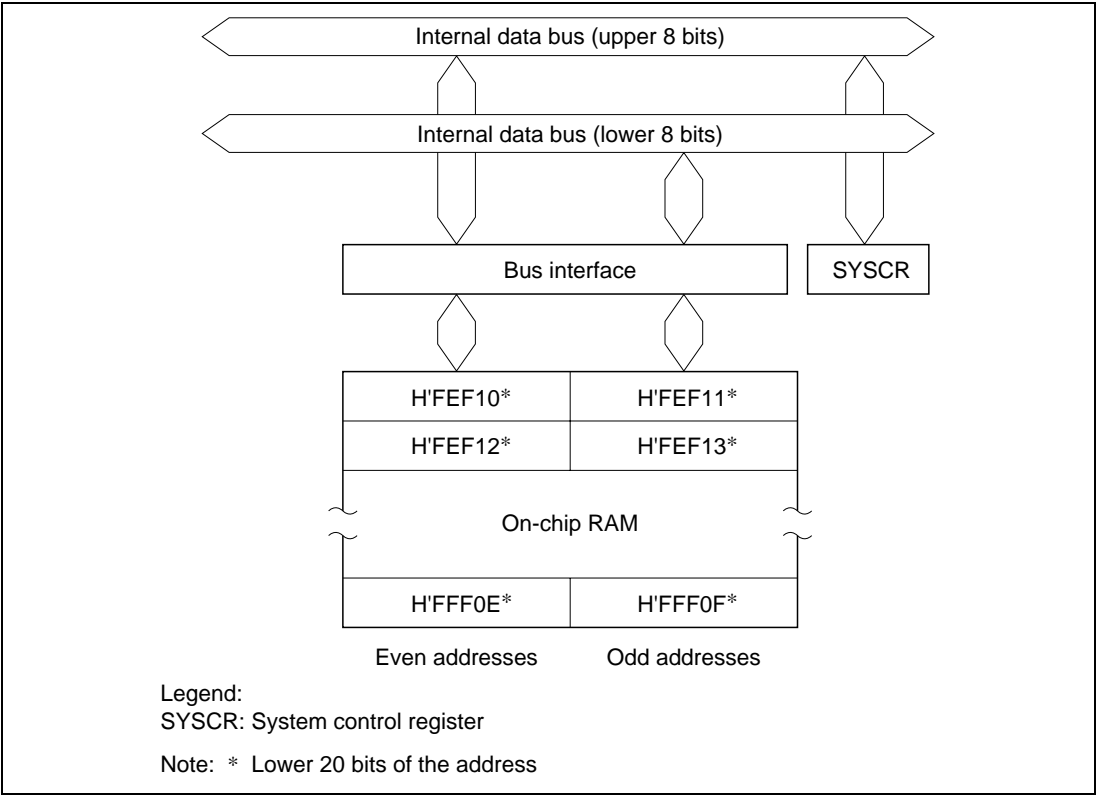 Internal data bus (upper 8 bits)
Internal data bus (lower 8 bits)
Bus interface
SYSCR
H'FEF10*
H'FEF11*
H'FEF12*
H'FEF13*
On-chip RAM
H'FFF0E*
H'FFF0F*
Even addresses
Odd addresses
Legend:
SYSCR: System control register
Note: * Lower 20 bits of the address